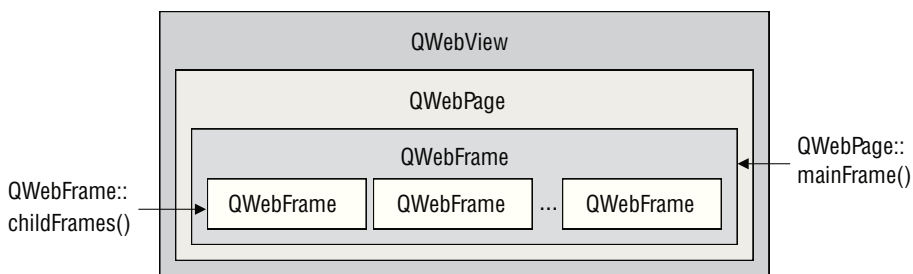 QWebView
QWebPage
QWebFrame
QWebPage::
mainFrame()
QWebFrame::
childFrames()
QWebFrame QWebFrame ... QWebFrame